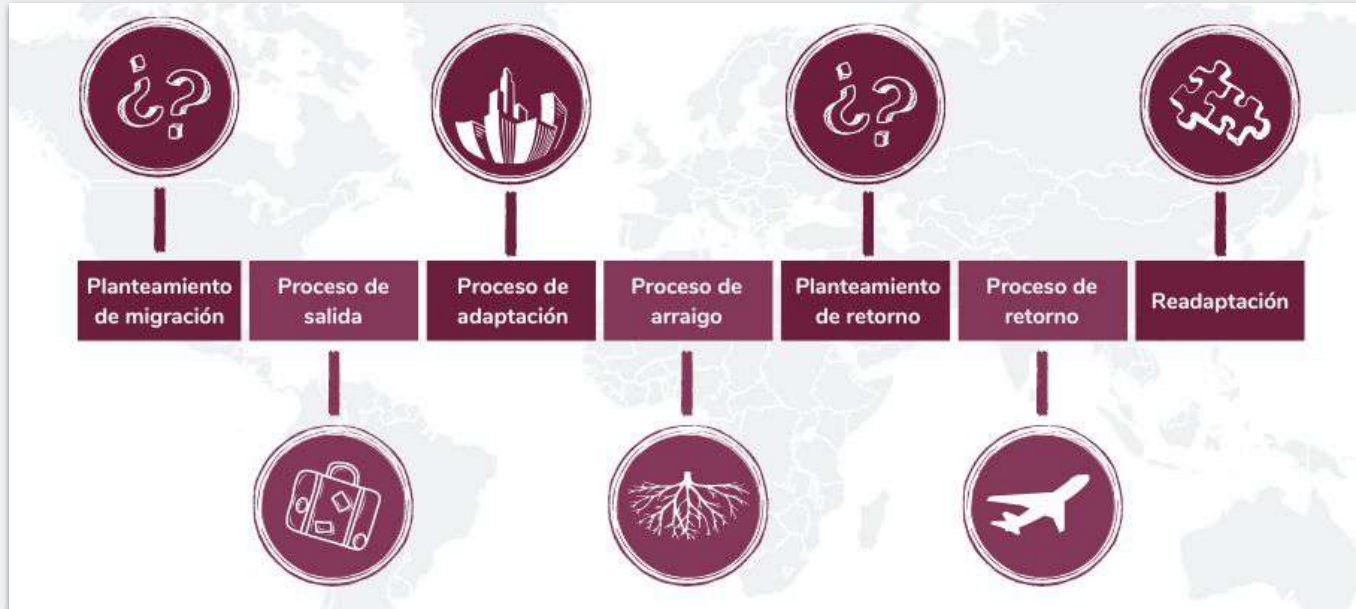 ¿?
¿?
Planteamiento
de migración
Proceso de
salida
Proceso de
adaptación
Proceso de
arraigo
Planteamiento
de retorno
Proceso de
retorno
Readaptación